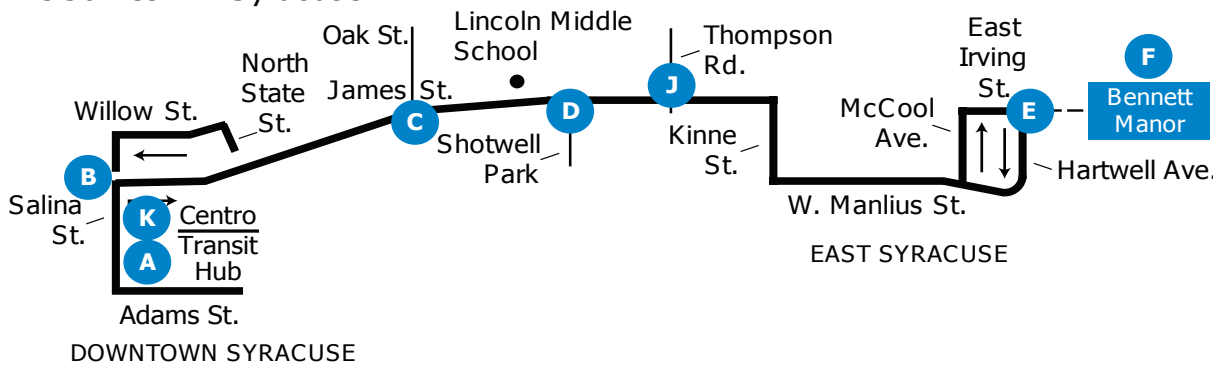 Oak St.
Lincoln Middle
School
Thompson
Rd.
East
Irving
St.
F
Bennett
Manor
North
State
St.
James St.
J
Willow St.
C
D
McCool
Ave.
E
Shotwell
Park
Kinne
St.
Hartwell Ave.
B
Salina
St.
K
Centro
Transit
Hub
A
W. Manlius St.
EAST SYRACUSE
Adams St.
DOWNTOWN SYRACUSE